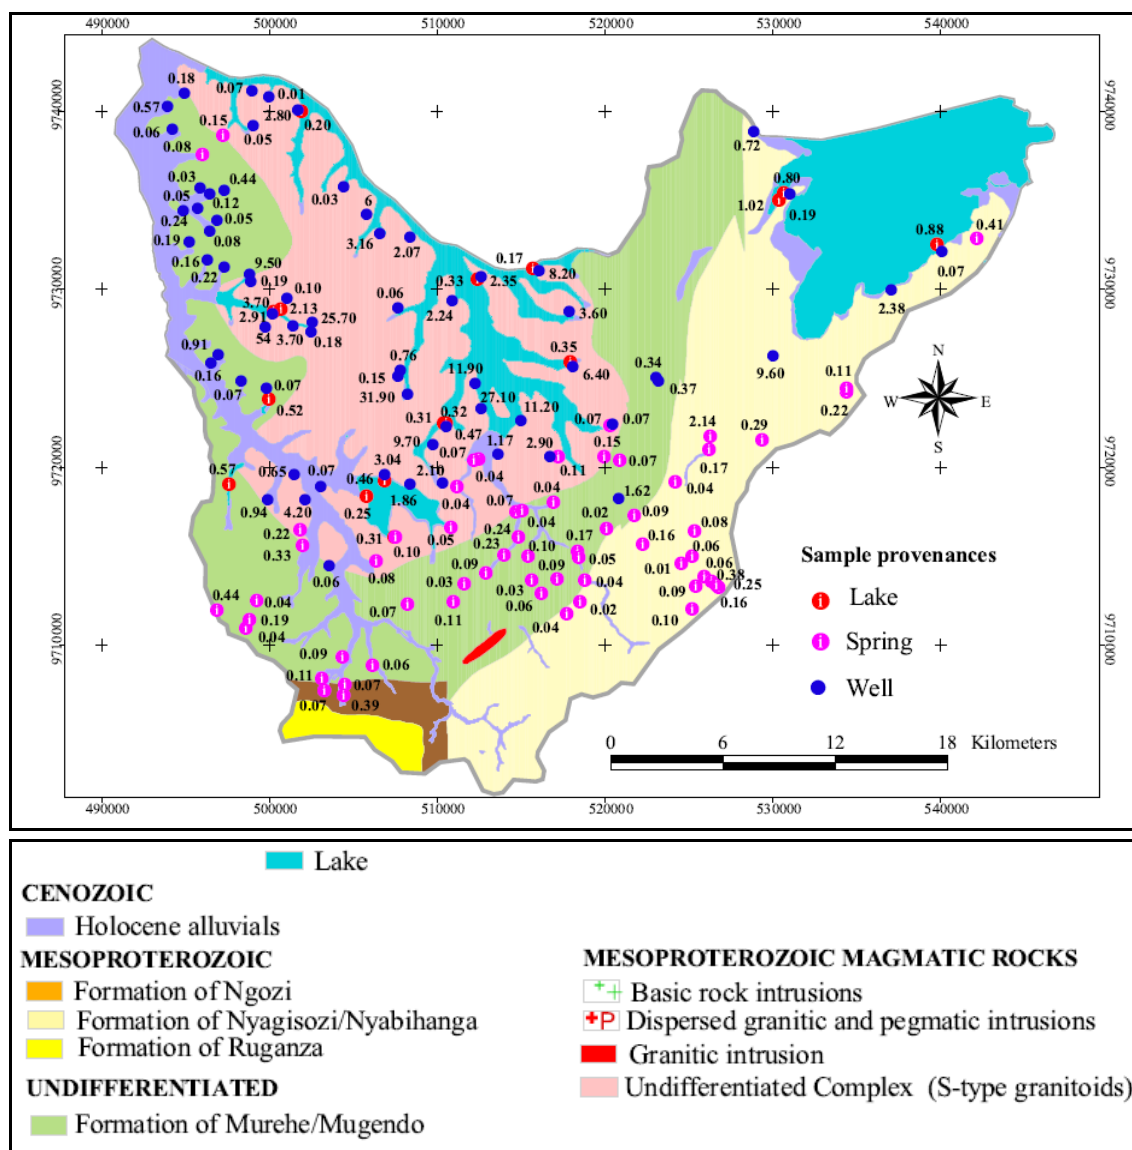 490000 500000 510000 520000 530000 540000
9740000 9740000
0.18 0.07 0.01
0.57 2.80
0.15 0.20
0.06 0.05 0.72
0.08
0.03 0.44 0.80
0.05 0.12 0.03 6
0.24 0.05 1.02 0.19
0.19 0.08 3.16 2.07 0.88 0.41
0.16 9.50 0.17
0.22 0.19 0.33 2.35 8.20 0.07
9730000 9730000
0.10
3.70 2.13 0.06
2.91 25.70 2.24 3.60 2.38
54 3.70 0.18
0.91 0.76 0.35 0.34
0.16 0.15 11.90 6.40 9.60 0.11
0.07 0.07 31.90 0.37
0.52 27.10 11.20 0.22
0.31 0.32 0.07 0.07
9.70 0.47 1.17 2.90 0.15 2.14 0.29
0.07
9720000 9720000
0.57 0.65 0.07 3.04 2.10 0.11 0.07 0.17
0.46 0.04 0.04
0.94 4.20 0.25 1.86 0.04 0.07 0.04 1.62
0.22 0.05 0.24 0.04 0.02 0.09
0.33 0.31 0.10 0.23 0.10 0.17 0.16 0.08
0.06 0.08 0.09 0.09 0.05 0.01 0.06
0.06 0.38
0.03 0.03 0.04 0.09 0.25
0.44 0.04 0.07 0.11 0.06 0.02 0.10 0.16
0.19
0.04 0.04
9710000 9710000
0.09 0.06
0.11 0.07
0.07 0.39
N
W E
S
Sample provenances
Lake
Spring
Well
0 6 12 18 Kilometers
490000 500000 510000 520000 530000 540000
Lake
CENOZOIC
Holocene alluvials
MESOPROTEROZOIC
Formation of Ngozi
Formation of Nyagisozi/Nyabihanga
Formation of Ruganza
UNDIFFERENTIATED
Formation of Murehe/Mugendo
MESOPROTEROZOIC MAGMATIC ROCKS
Basic rock intrusions
P Dispersed granitic and pegmatic intrusions
Granitic intrusion
Undifferentiated Complex (S-type granitoids)